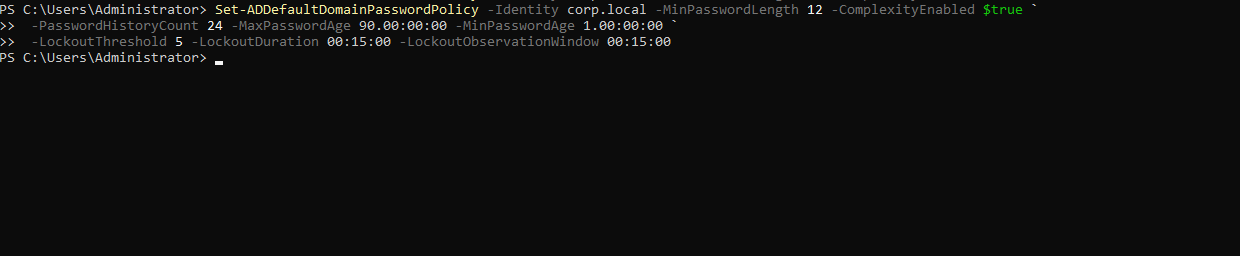 PS C:\Users\Administrator> Set-ADDefaultDomainPasswordPolicy -Identity corp.local -MinPasswordLength 12 -ComplexityEnabled $true `
>>  -PasswordHistoryCount 24 -MaxPasswordAge 90.00:00:00 -MinPasswordAge 1.00:00:00 `
>>  -LockoutThreshold 5 -LockoutDuration 00:15:00 -LockoutObservationWindow 00:15:00
PS C:\Users\Administrator>